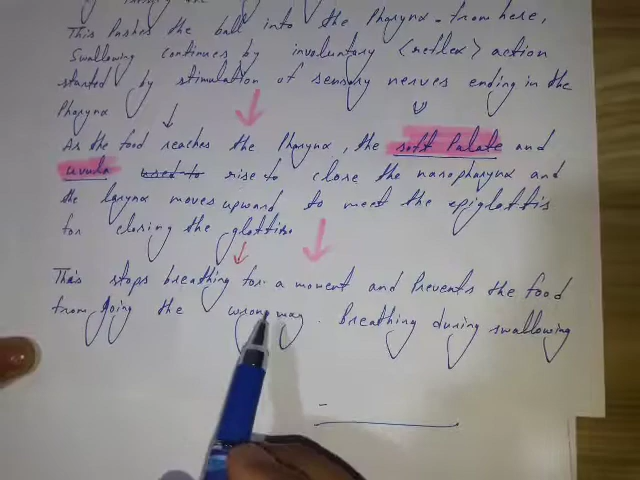 This pushes the ball into the Pharynx. from here,
Swallowing continues by involuntary (reflex) action
started by stimulation of sensory nerves ending in the
Pharynx
As the food reaches the Pharynx, the soft Palate and
uvula used to rise to close the nasopharynx and
the larynx moves upward to meet the epiglottis
for closing the glottis.
This stops breathing for a moment and Prevents the food
from going the wrong way. Breathing during swallowing